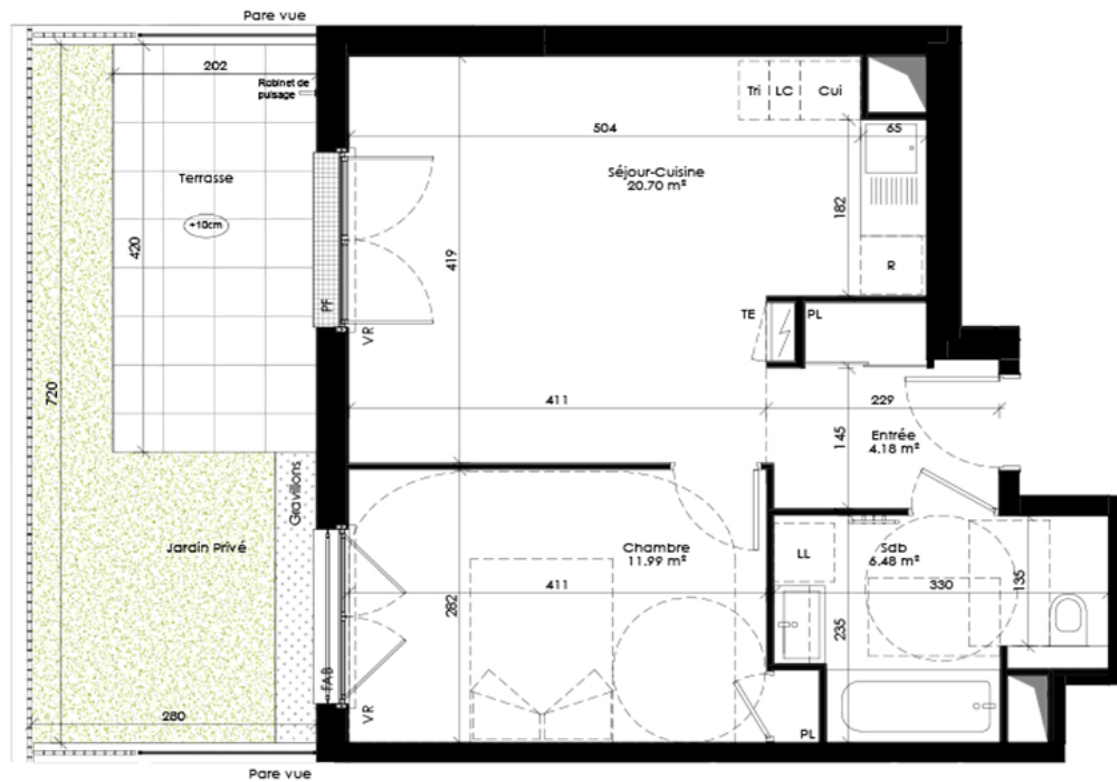 Pare vue
202
Robinet de
puisage
Tri
LC
Cui
504
65
Séjour-Cuisine
20.70 m²
Terrasse
+10cm
182
420
419
R
PF
VR
TE
PL
720
411
229
145
Entrée
4.18 m²
Gravillons
Jardin Privé
Chambre
11.99 m²
LL
Sdb
6.48 m²
135
411
330
282
235
FAB
VR
280
PL
Pare vue